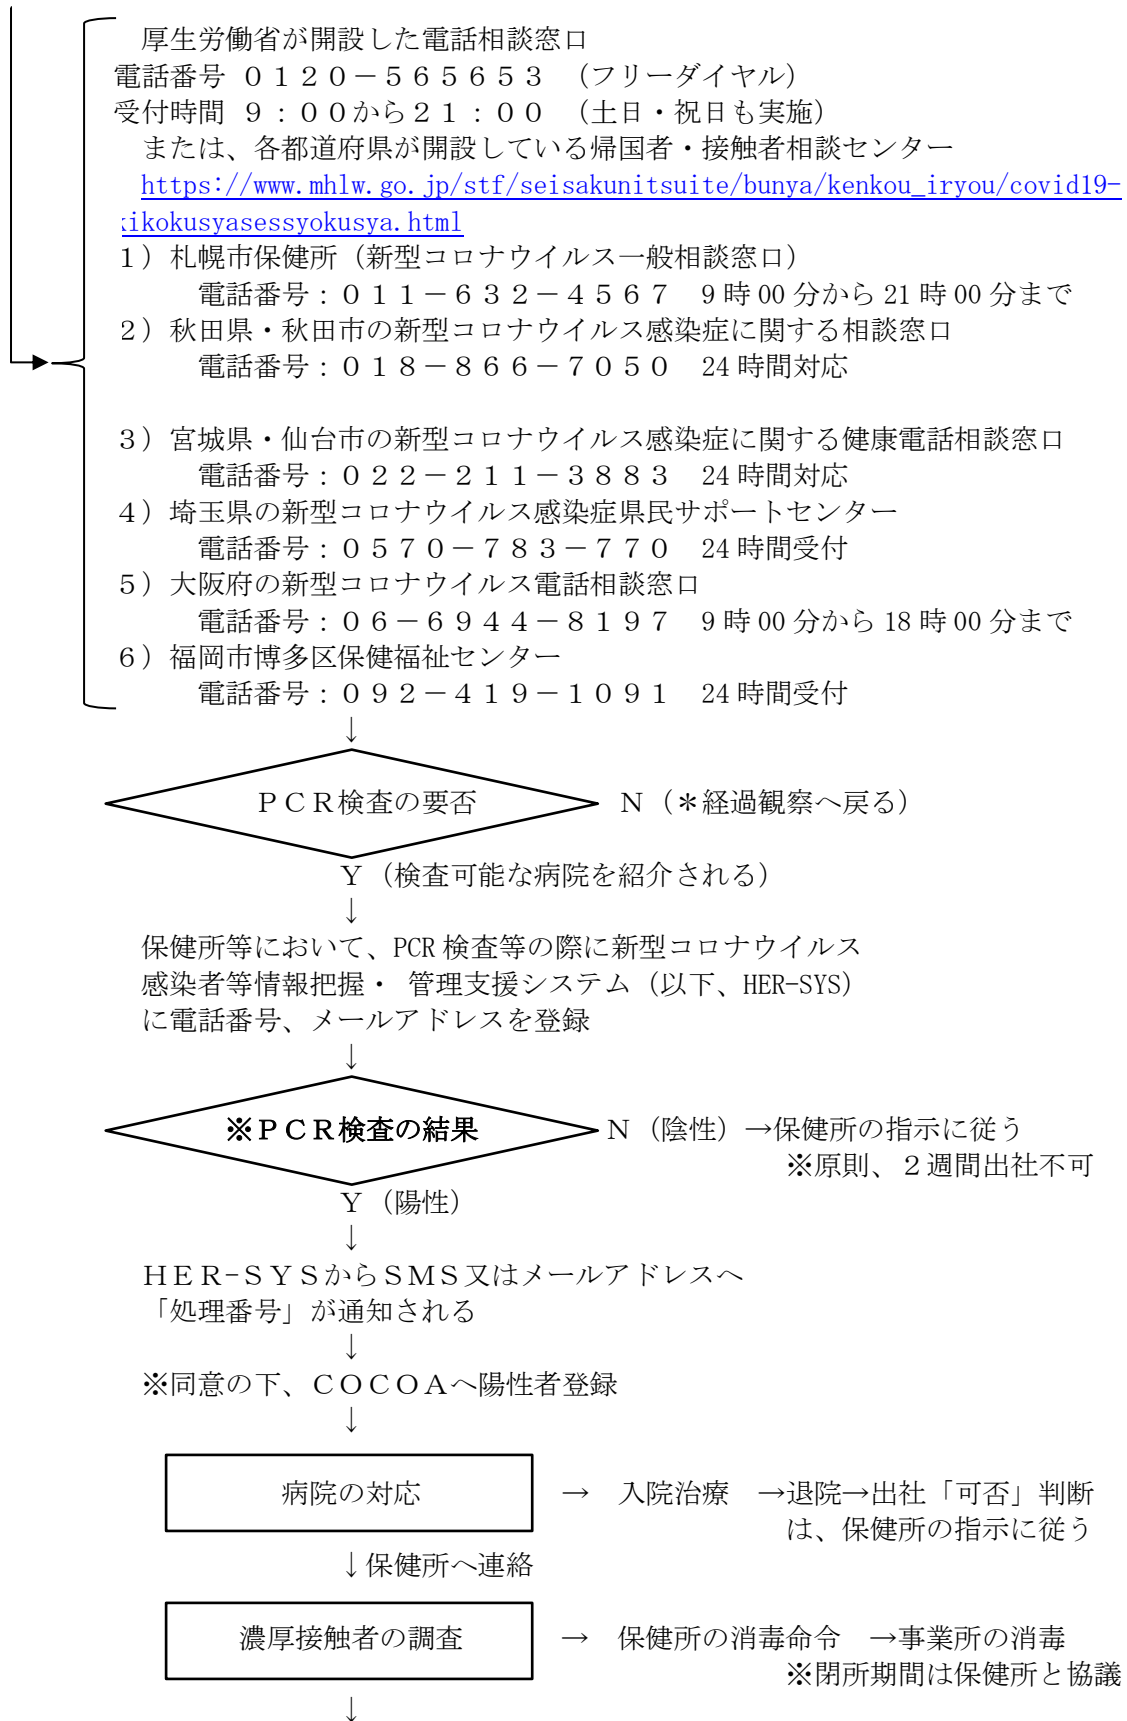 厚生労働省が開設した電話相談窓口
電話番号 0120-565653 (フリーダイヤル)
受付時間 9:00から21:00 (土日・祝日も実施)
または、各都道府県が開設している帰国者・接触者相談センター
https://www.mhlw.go.jp/stf/seisakunitsuite/bunya/kenkou_iryou/covid19-
kikokusyasessyokusya.html
1)札幌市保健所(新型コロナウイルス一般相談窓口)
電話番号:011-632-4567 9時00分から21時00分まで
2)秋田県・秋田市の新型コロナウイルス感染症に関する相談窓口
電話番号:018-866-7050 24時間対応
3)宮城県・仙台市の新型コロナウイルス感染症に関する健康電話相談窓口
電話番号:022-211-3883 24時間対応
4)埼玉県の新型コロナウイルス感染症県民サポートセンター
電話番号:0570-783-770 24時間受付
5)大阪府の新型コロナウイルス電話相談窓口
電話番号:06-6944-8197 9時00分から18時00分まで
6)福岡市博多区保健福祉センター
電話番号:092-419-1091 24時間受付
↓
PCR検査の要否 N(*経過観察へ戻る)
Y(検査可能な病院を紹介される)
↓
保健所等において、PCR検査等の際に新型コロナウイルス
感染者等情報把握・ 管理支援システム(以下、HER-SYS)
に電話番号、メールアドレスを登録
↓
※PCR検査の結果 N(陰性)→保健所の指示に従う
※原則、2週間出社不可
Y(陽性)
↓
HER-SYSからSMS又はメールアドレスへ
「処理番号」が通知される
↓
※同意の下、COCOAへ陽性者登録
↓
病院の対応 → 入院治療 →退院→出社「可否」判断
は、保健所の指示に従う
↓保健所へ連絡
濃厚接触者の調査 → 保健所の消毒命令 →事業所の消毒
※閉所期間は保健所と協議
↓